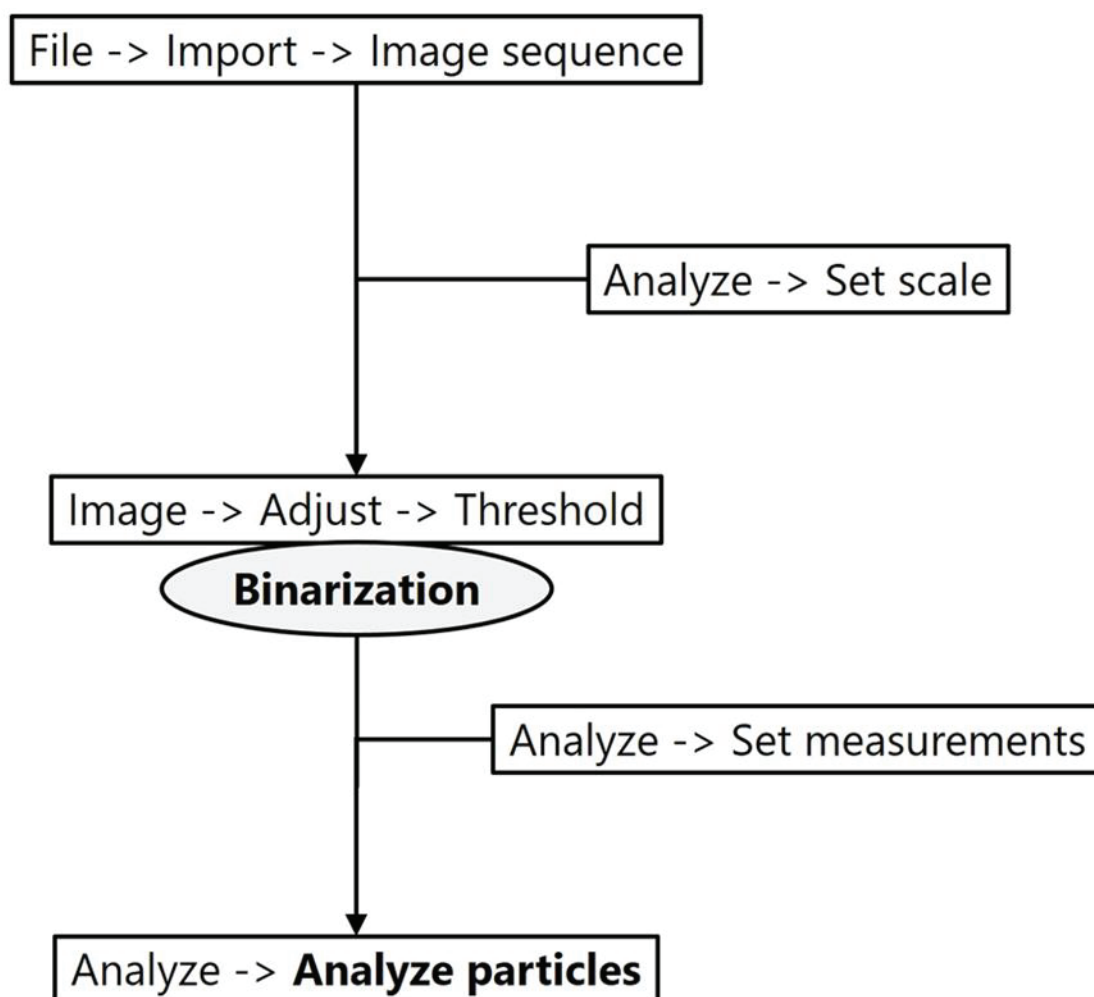 File -> Import -> Image sequence
Analyze -> Set scale
Image -> Adjust -> Threshold
Binarization
Analyze -> Set measurements
Analyze -> Analyze particles